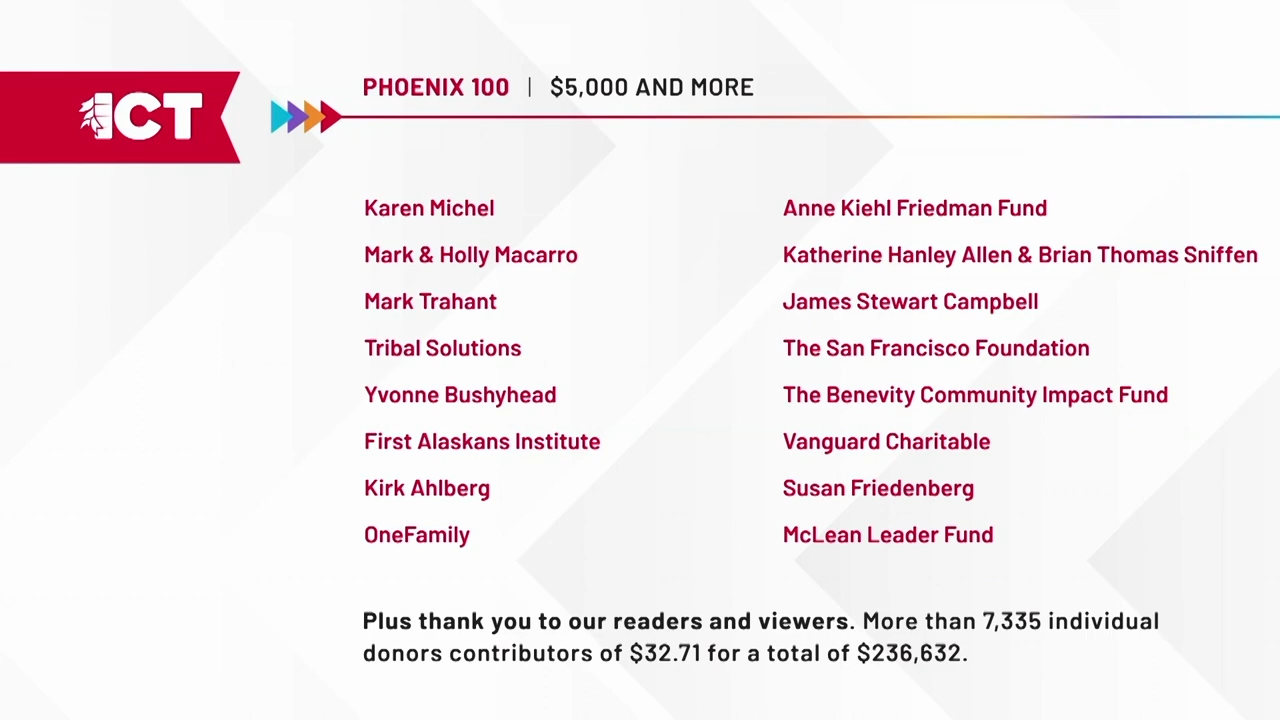 ICT
PHOENIX 100 | $5,000 AND MORE
Karen Michel
Mark & Holly Macarro
Mark Trahant
Tribal Solutions
Yvonne Bushyhead
First Alaskans Institute
Kirk Ahlberg
OneFamily
Anne Kiehl Friedman Fund
Katherine Hanley Allen & Brian Thomas Sniffen
James Stewart Campbell
The San Francisco Foundation
The Benevity Community Impact Fund
Vanguard Charitable
Susan Friedenberg
McLean Leader Fund
Plus thank you to our readers and viewers. More than 7,335 individual
donors contributors of $32.71 for a total of $236,632.